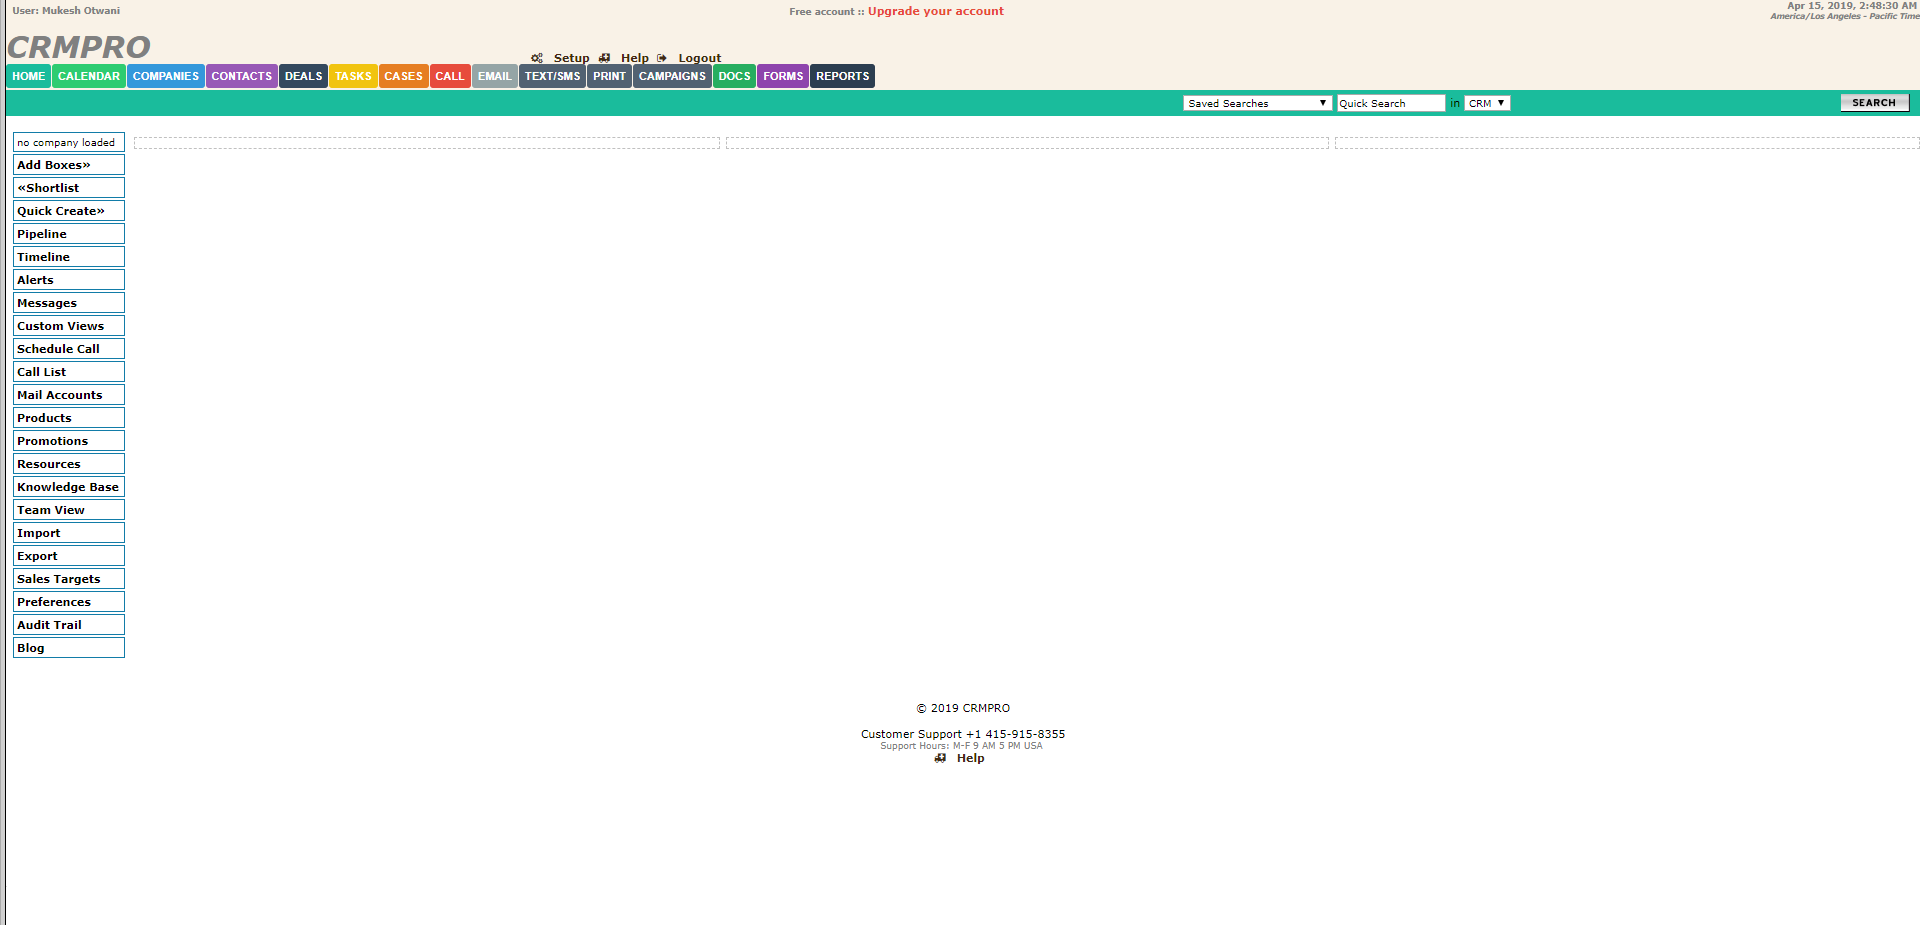 User: Mukesh Otwani
Free account :: Upgrade your account
Apr 15, 2019, 2:48:30 AM
America/Los Angeles - Pacific Time
CRMPRO
Setup Help Logout
HOME CALENDAR COMPANIES CONTACTS DEALS TASKS CASES CALL EMAIL TEXT/SMS PRINT CAMPAIGNS DOCS FORMS REPORTS
Saved Searches Quick Search in CRM SEARCH
no company loaded
Add Boxes»
«Shortlist
Quick Create»
Pipeline
Timeline
Alerts
Messages
Custom Views
Schedule Call
Call List
Mail Accounts
Products
Promotions
Resources
Knowledge Base
Team View
Import
Export
Sales Targets
Preferences
Audit Trail
Blog
© 2019 CRMPRO
Customer Support +1 415-915-8355
Support Hours: M-F 9 AM 5 PM USA
Help